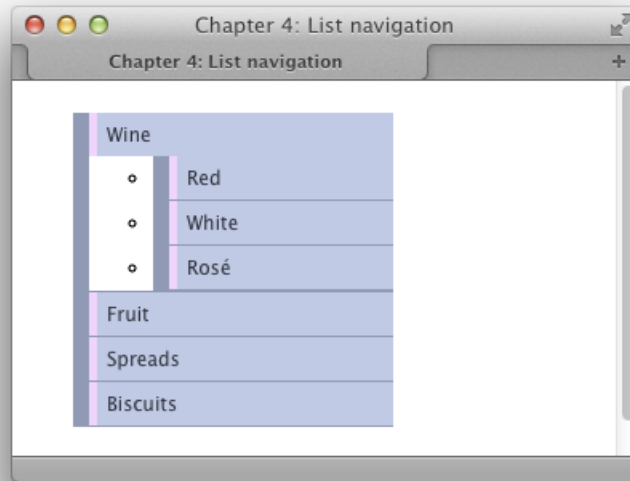 Chapter 4: List navigation
Chapter 4: List navigation
Wine
Red
White
Rosé
Fruit
Spreads
Biscuits